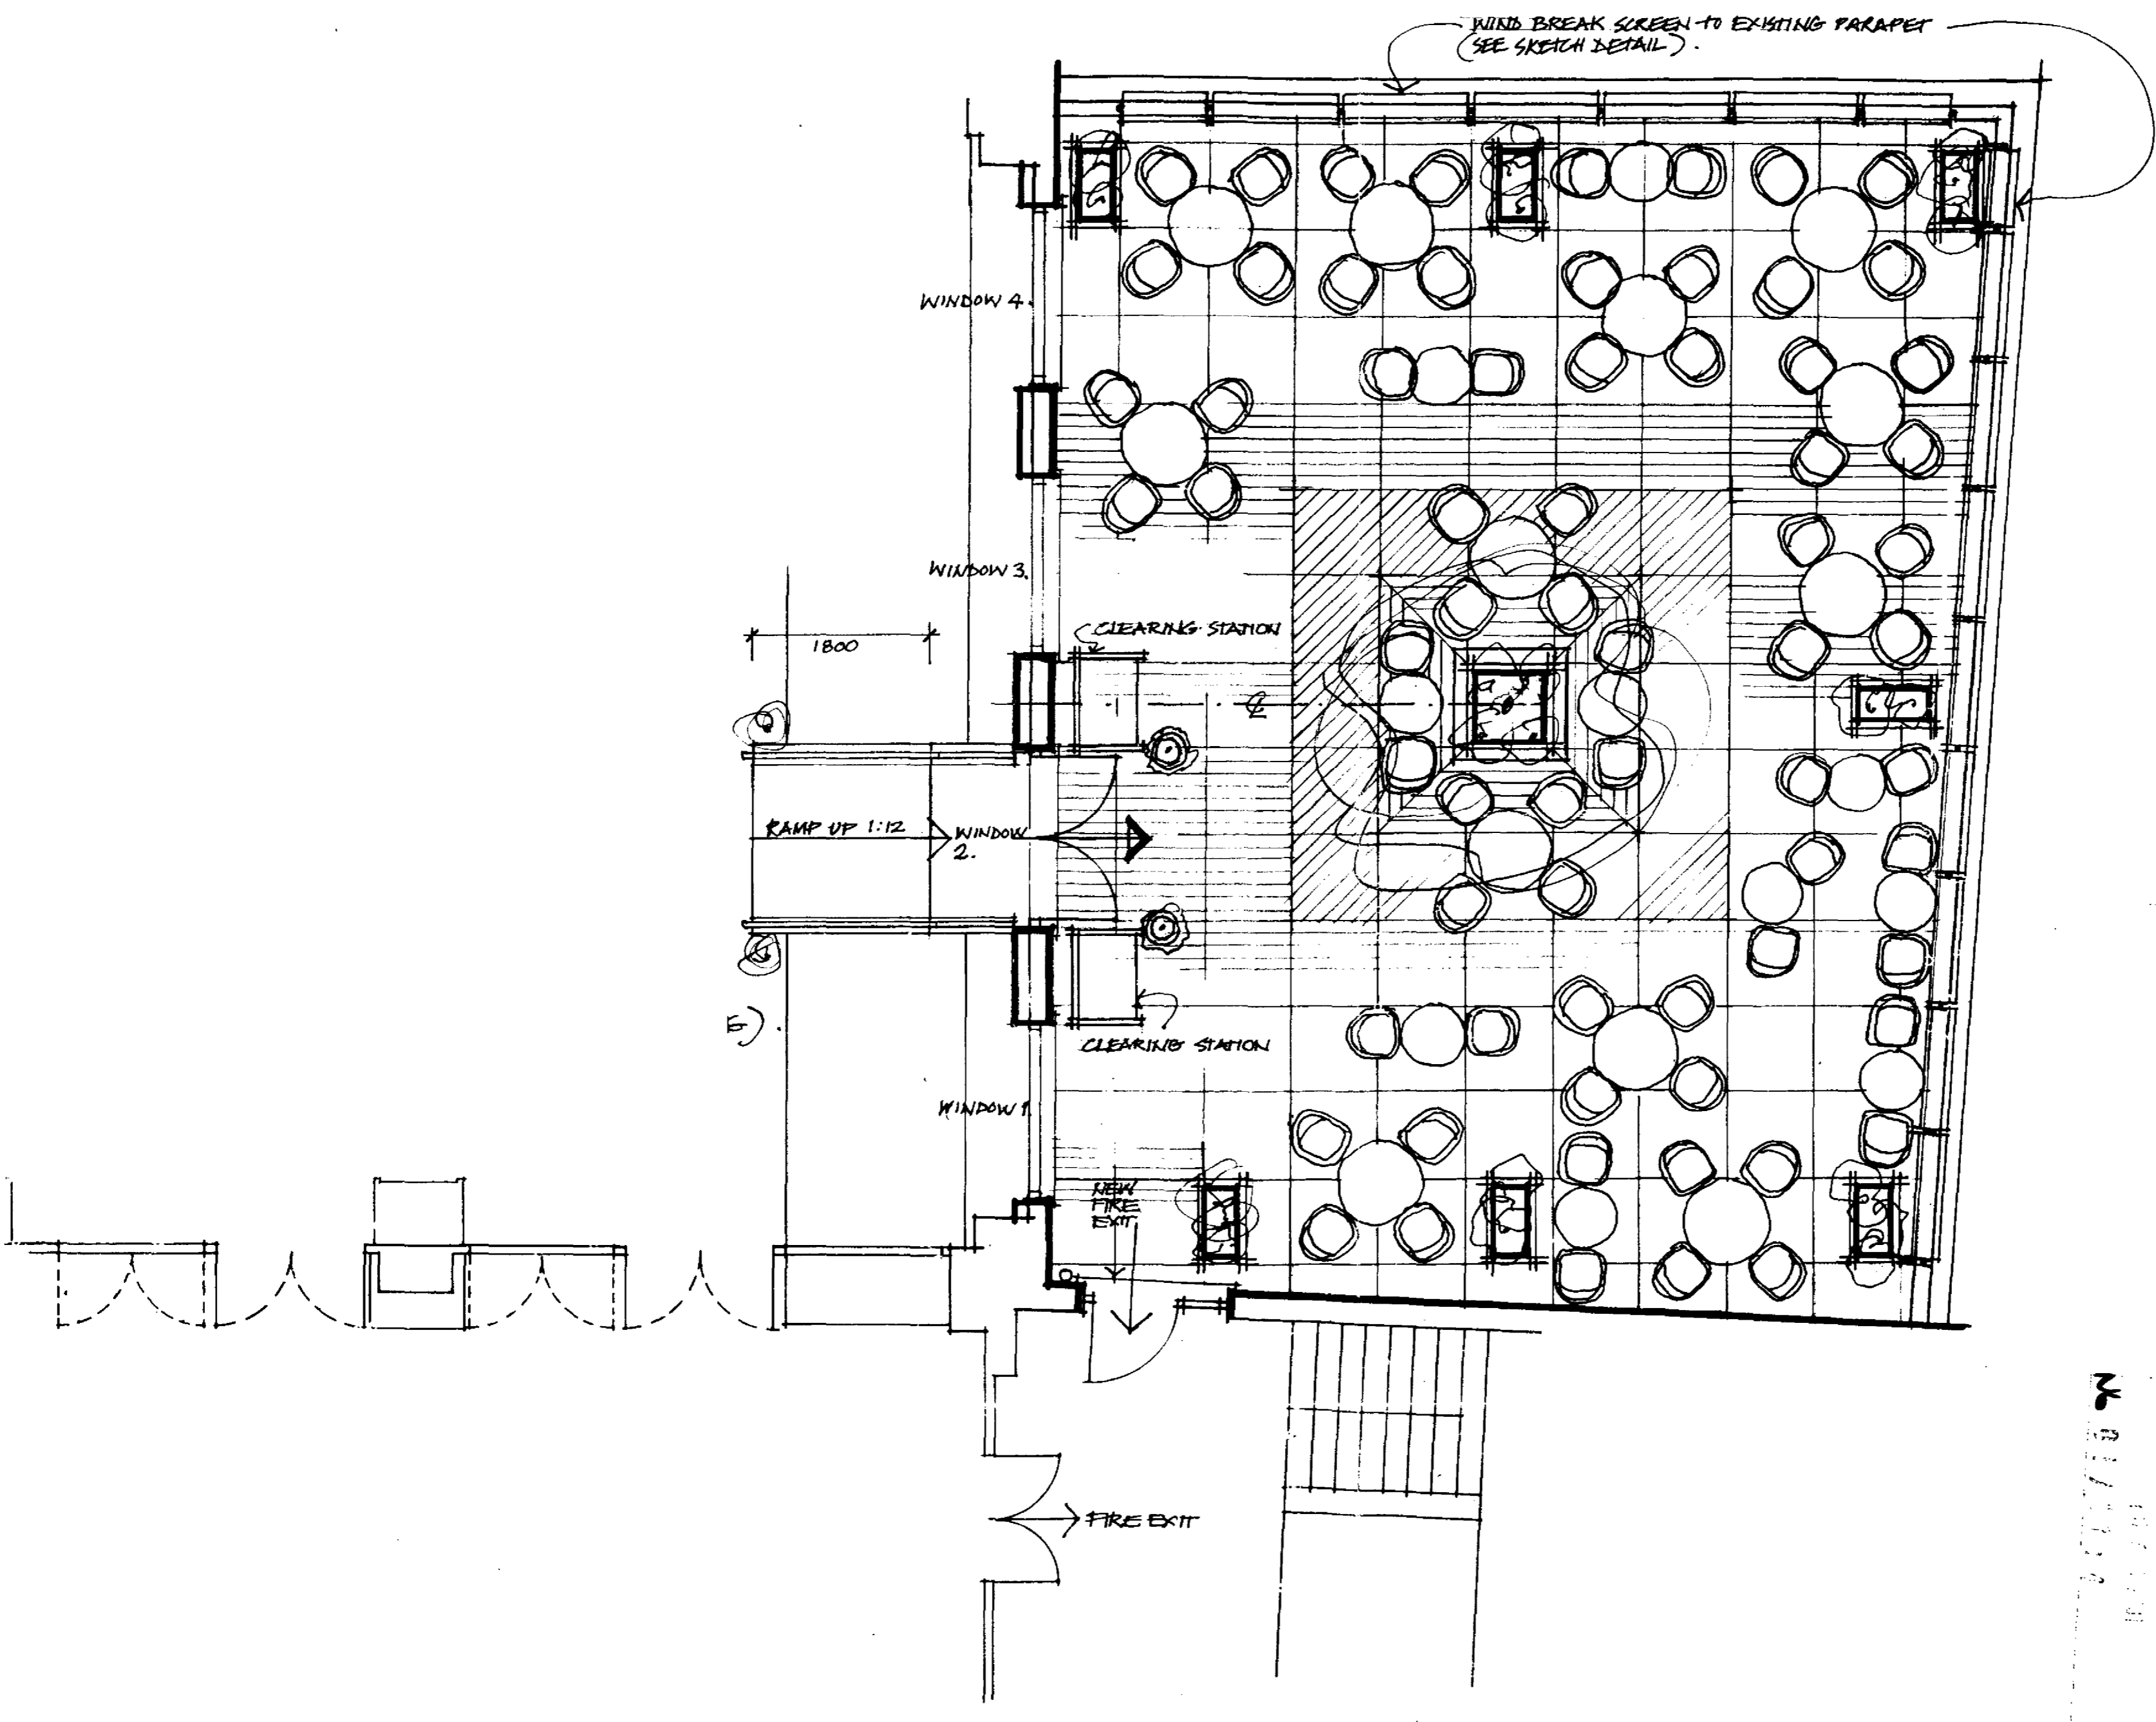 WIND BREAK SCREEN TO EXISTING PARAPET
(SEE SKETCH DETAIL).
WINDOW 4.
WINDOW 3.
CLEARING STATION
1800
℄
RAMP UP 1:12
WINDOW
2.
CLEARING STATION
WINDOW 1.
NEW
FIRE
EXIT
FIRE EXIT